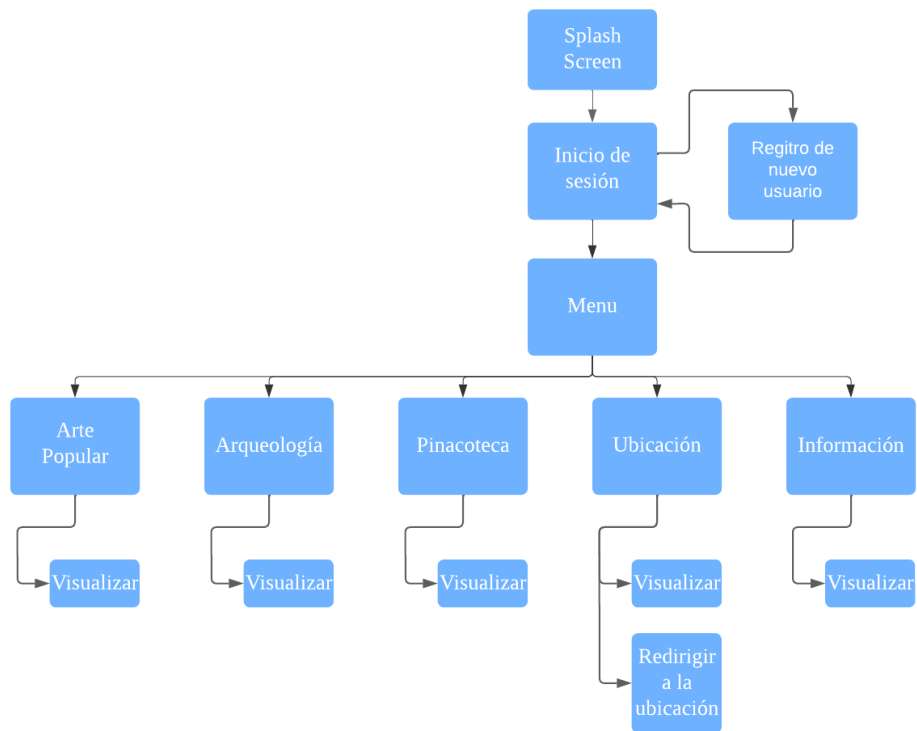 Splash
Screen
Inicio de
sesión
Regitro de
nuevo
usuario
Menu
Arte
Popular
Arqueología
Pinacoteca
Ubicación
Información
Visualizar
Visualizar
Visualizar
Visualizar
Visualizar
Redirigir
a la
ubicación